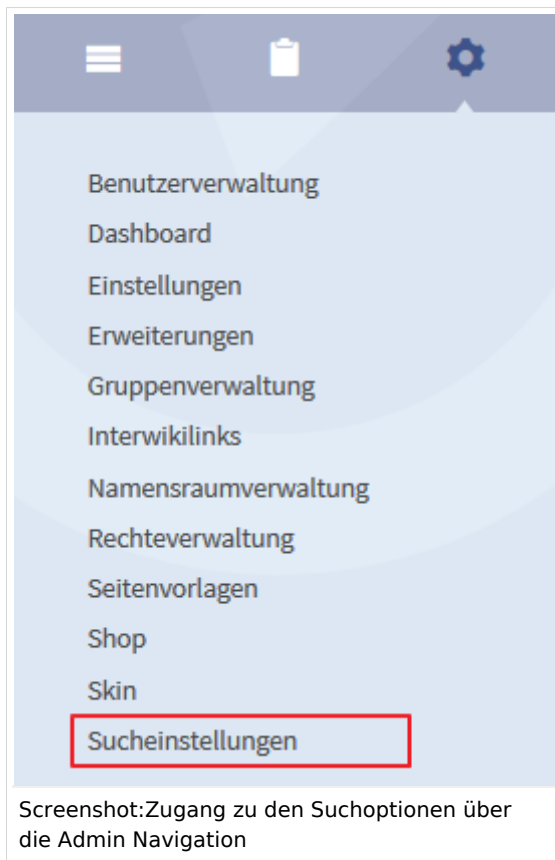 Benutzerverwaltung
Dashboard
Einstellungen
Erweiterungen
Gruppenverwaltung
Interwikilinks
Namensraumverwaltung
Rechteverwaltung
Seitenvorlagen
Shop
Skin
Sucheinstellungen
Screenshot:Zugang zu den Suchoptionen über
die Admin Navigation